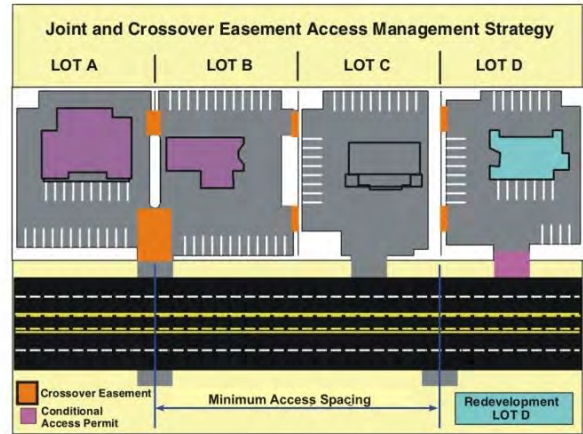 Joint and Crossover Easement Access Management Strategy
LOT A
LOT B
LOT C
LOT D
Crossover Easement
Conditional
Access Permit
Minimum Access Spacing
Redevelopment
LOT D